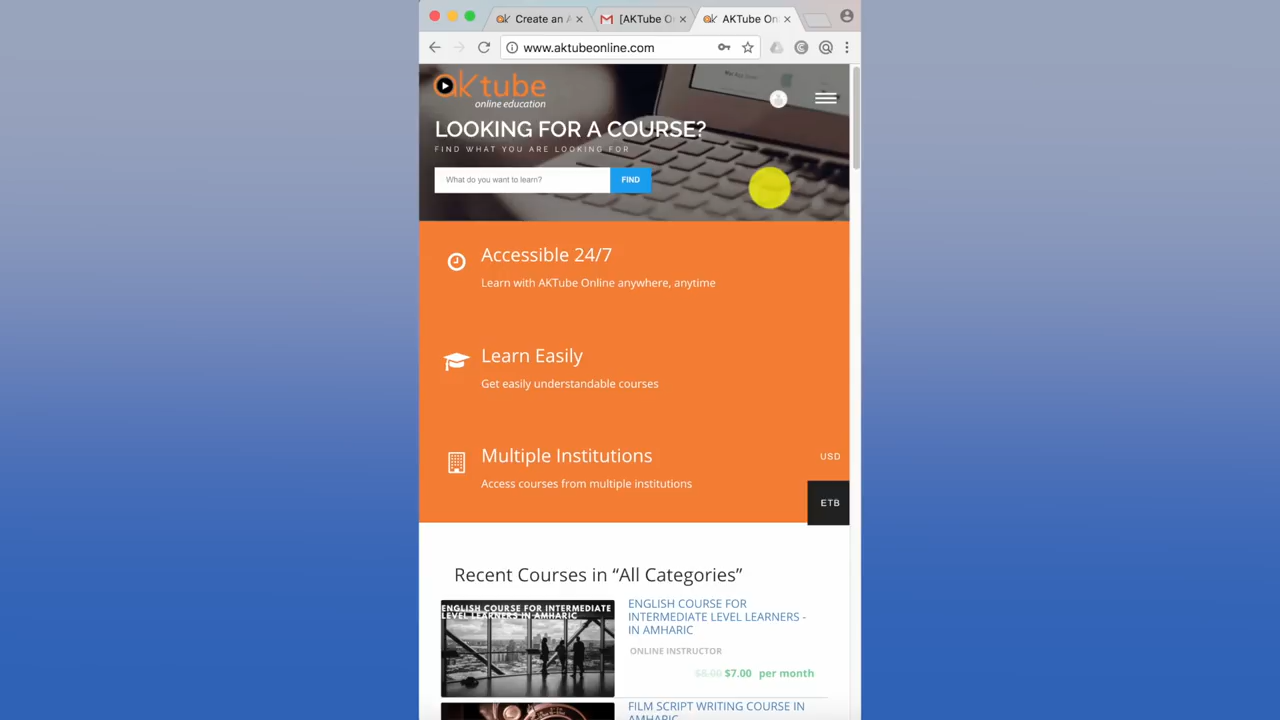 Create an A
[AKTube O
AKTube On
www.aktubeonline.com
aktube
online education
LOOKING FOR A COURSE?
FIND WHAT YOU ARE LOOKING FOR
What do you want to learn?
FIND
Accessible 24/7
Learn with AKTube Online anywhere, anytime
Learn Easily
Get easily understandable courses
Multiple Institutions
Access courses from multiple institutions
USD
ETB
Recent Courses in “All Categories”
ENGLISH COURSE FOR INTERMEDIATE
LEVEL LEARNERS IN AMHARIC
ENGLISH COURSE FOR
INTERMEDIATE LEVEL LEARNERS -
IN AMHARIC
ONLINE INSTRUCTOR
$8.00 $7.00 per month
FILM SCRIPT WRITING COURSE IN
AMHARIC